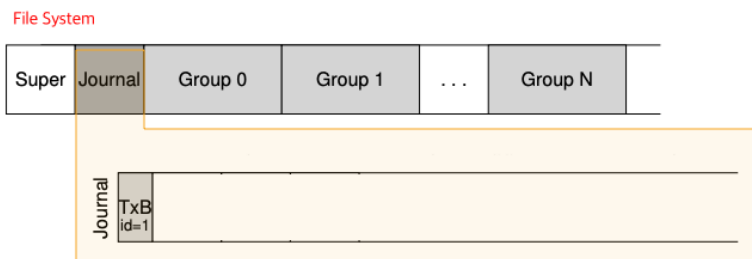 File System
Super Journal Group 0 Group 1 ... Group N
Journal
TxB
id=1